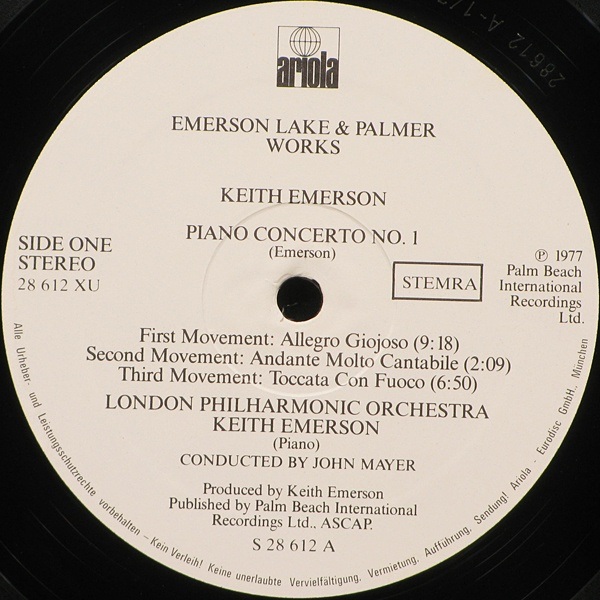 28612 A-1/
ariola
EMERSON LAKE & PALMER
WORKS
KEITH EMERSON
PIANO CONCERTO NO. 1
(Emerson)
SIDE ONE
STEREO
28 612 XU
STEMRA
℗ 1977
Palm Beach
International
Recordings
Ltd.
First Movement: Allegro Giojoso (9:18)
Second Movement: Andante Molto Cantabile (2:09)
Third Movement: Toccata Con Fuoco (6:50)
LONDON PHILHARMONIC ORCHESTRA
KEITH EMERSON
(Piano)
CONDUCTED BY JOHN MAYER
Produced by Keith Emerson
Published by Palm Beach International
Recordings Ltd., ASCAP.
S 28 612 A
Alle Urheber- und Leistungsschutzrechte vorbehalten – Kein Verleih! Keine unerlaubte Vervielfältigung, Vermietung, Aufführung, Sendung! Ariola - Eurodisc GmbH., München